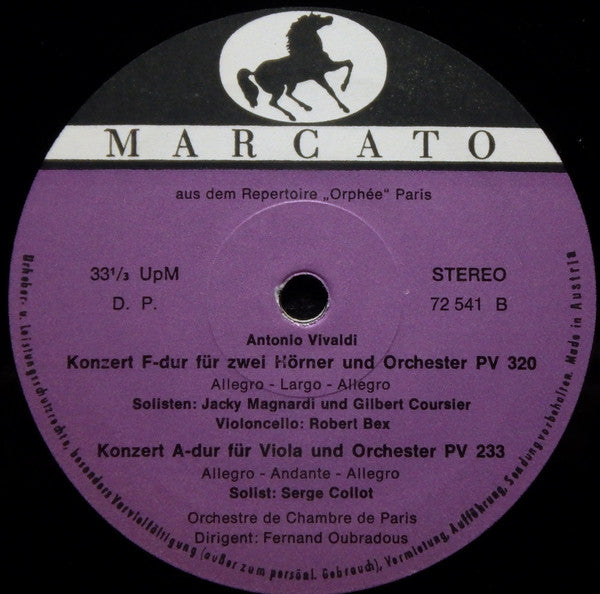 MARCATO
aus dem Repertoire „Orphée" Paris
33⅓ UpM
STEREO
D. P.
72 541 B
Antonio Vivaldi
Konzert F-dur für zwei Hörner und Orchester PV 320
Allegro - Largo - Allegro
Solisten: Jacky Magnardi und Gilbert Coursier
Violoncello: Robert Bex
Konzert A-dur für Viola und Orchester PV 233
Allegro - Andante - Allegro
Solist: Serge Collot
Orchestre de Chambre de Paris
Dirigent: Fernand Oubradous
Urheber- u. Leistungsschutzrechte, besonders Vervielfältigung (außer zum persönl. Gebrauch), Vermietung, Aufführung, Sendung vorbehalten. Made in Austria